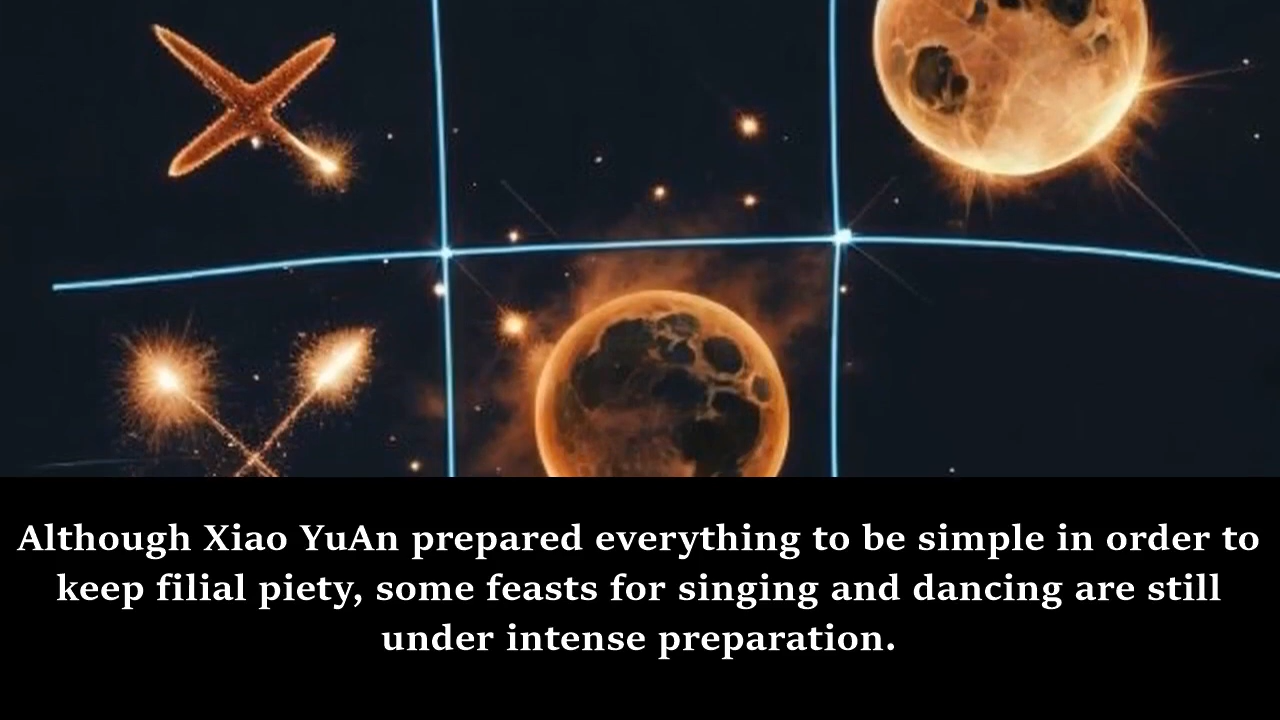 Although Xiao YuAn prepared everything to be simple in order to
keep filial piety, some feasts for singing and dancing are still
under intense preparation.